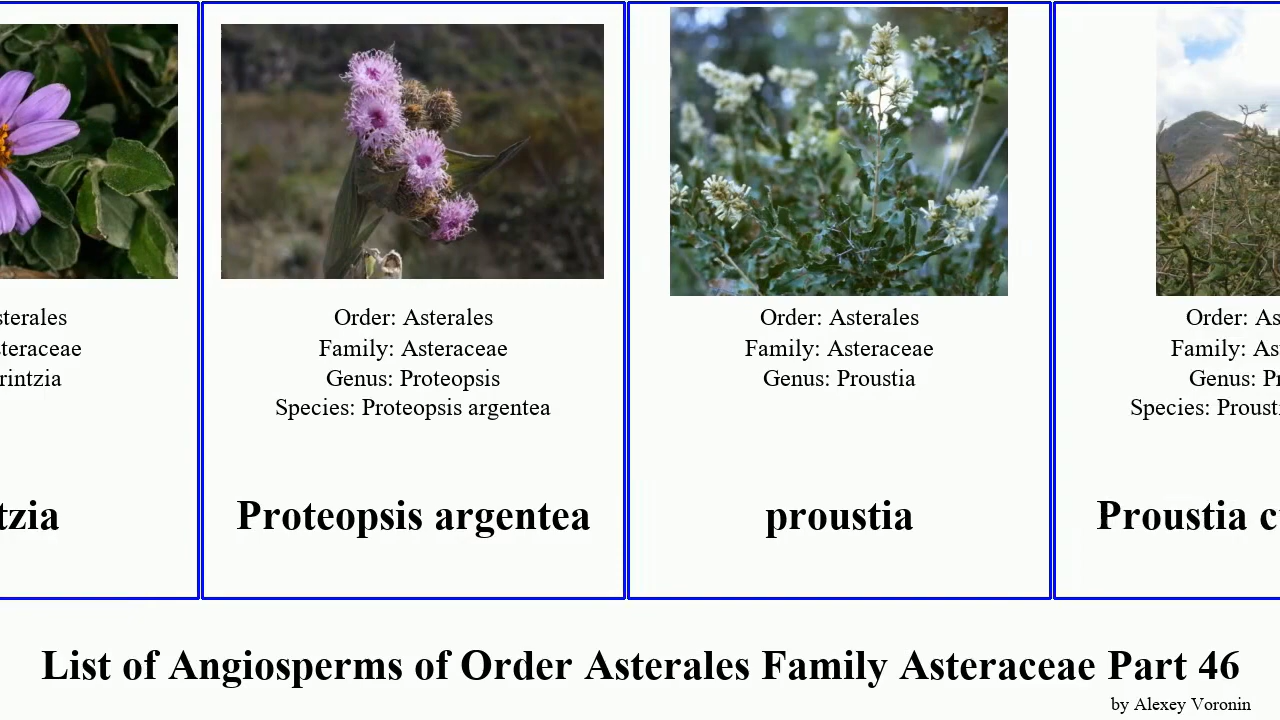 sterales
steraceae
rintzia
tzia
Order: Asterales
Family: Asteraceae
Genus: Proteopsis
Species: Proteopsis argentea
Proteopsis argentea
Order: Asterales
Family: Asteraceae
Genus: Proustia
proustia
Order: As
Family: As
Genus: Pr
Species: Prousti
Proustia c
List of Angiosperms of Order Asterales Family Asteraceae Part 46
by Alexey Voronin